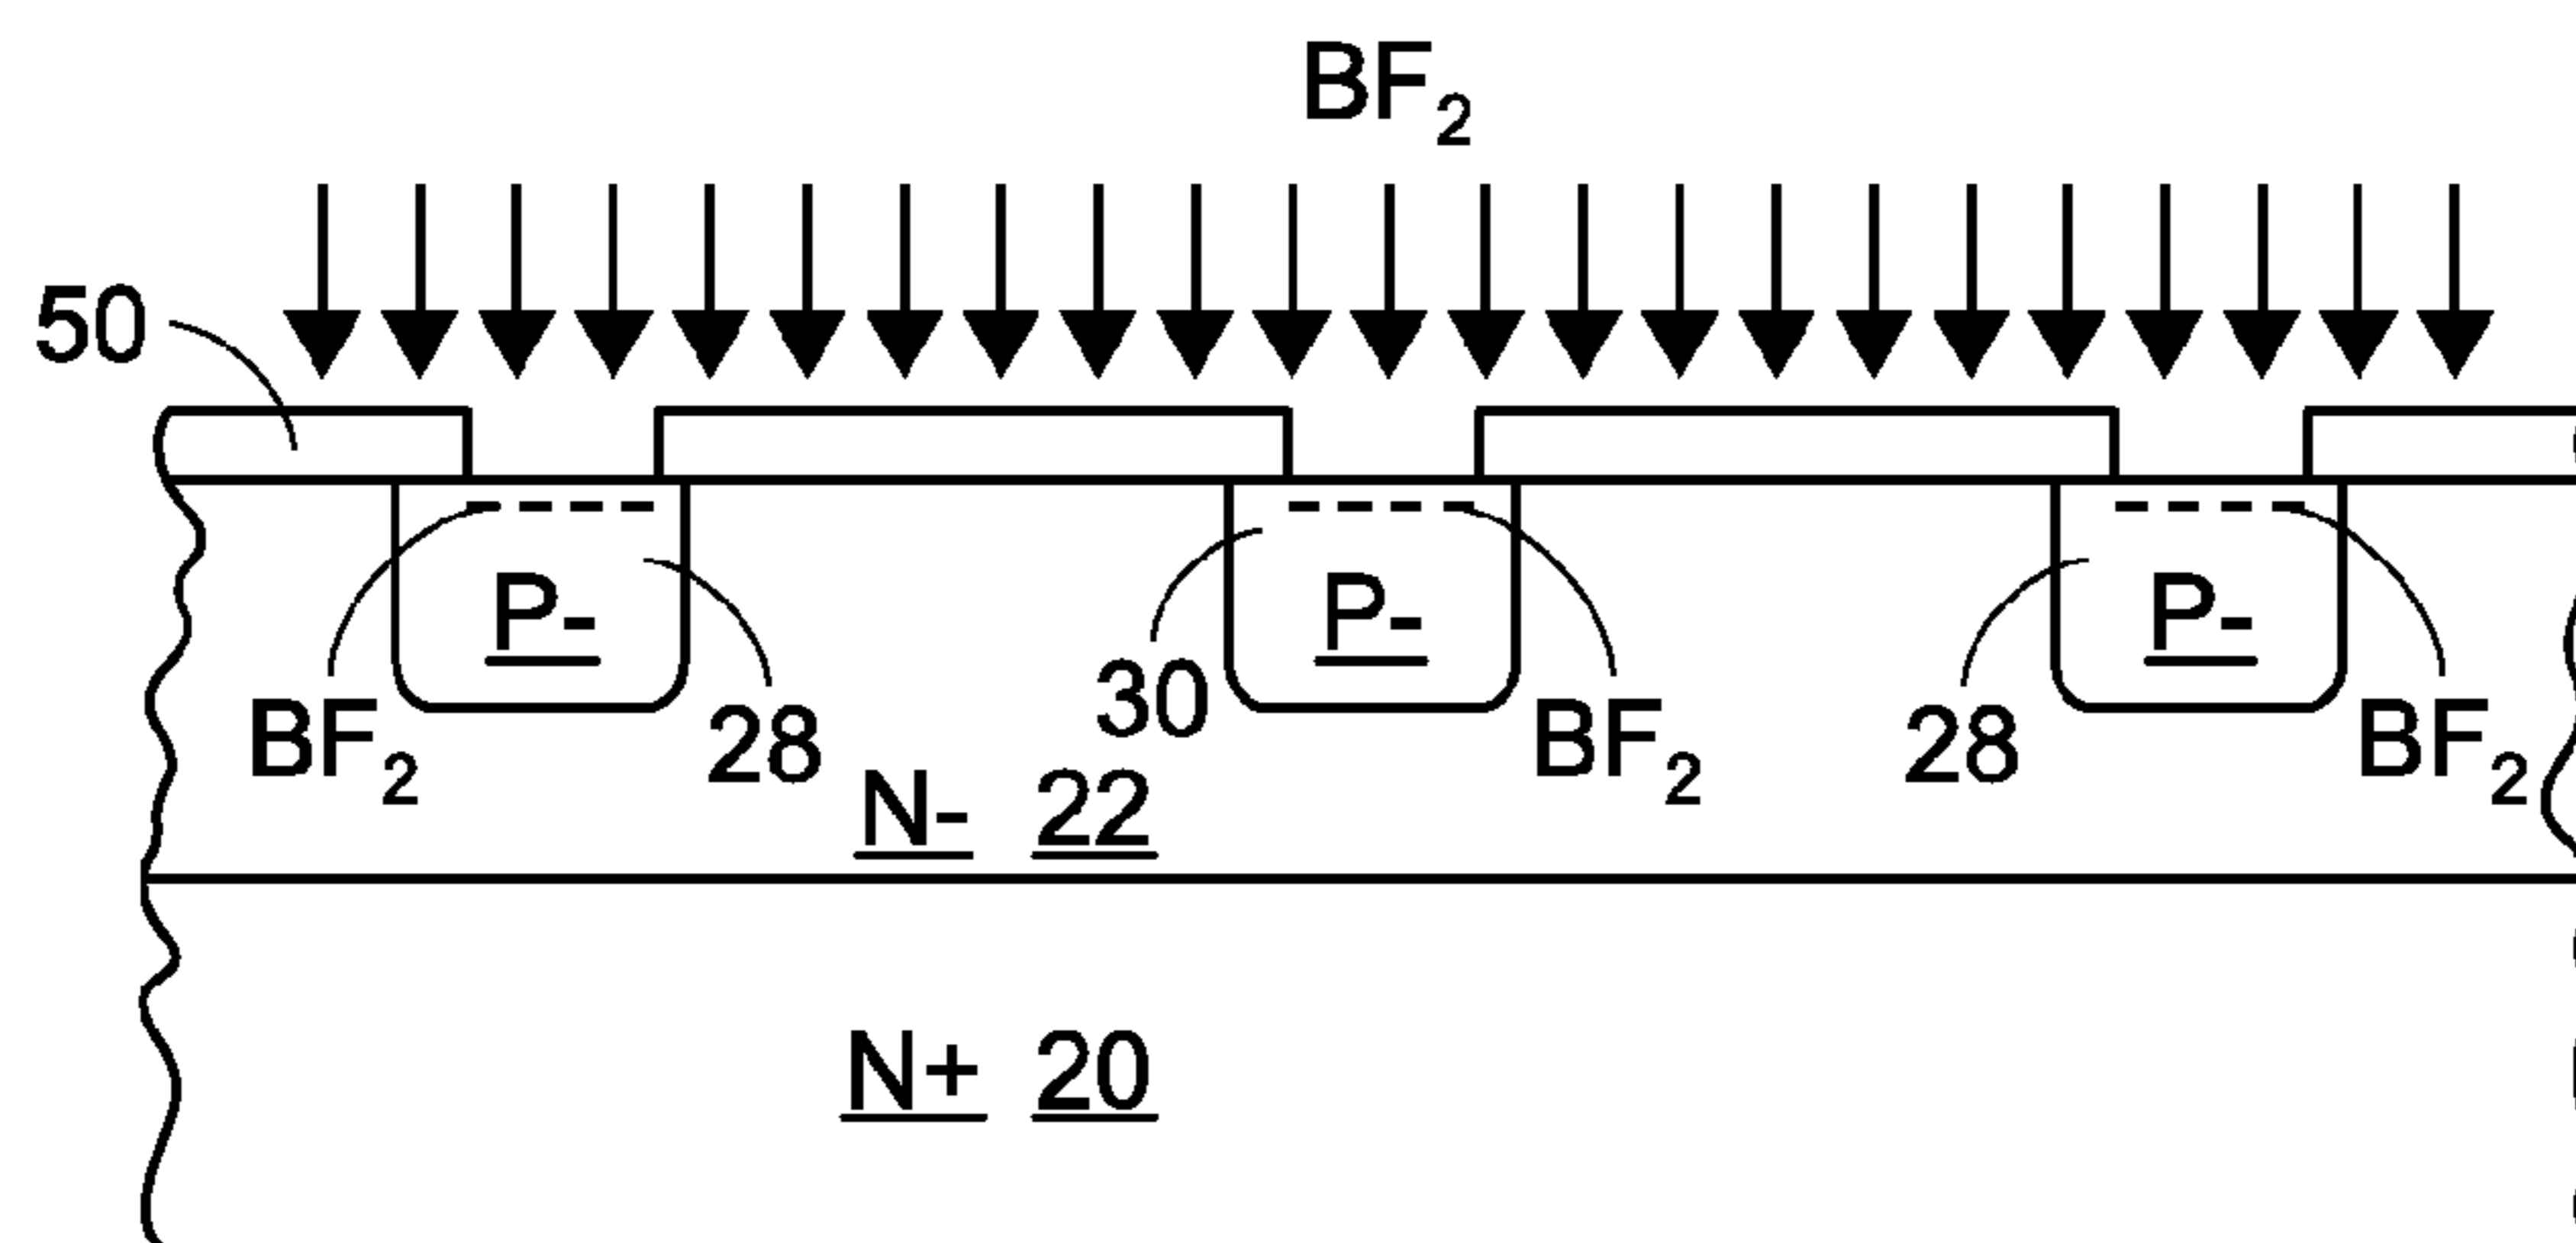 BF₂
50
P- P- P-
BF₂ 28 30 BF₂ 28 BF₂
N- 22
N+ 20